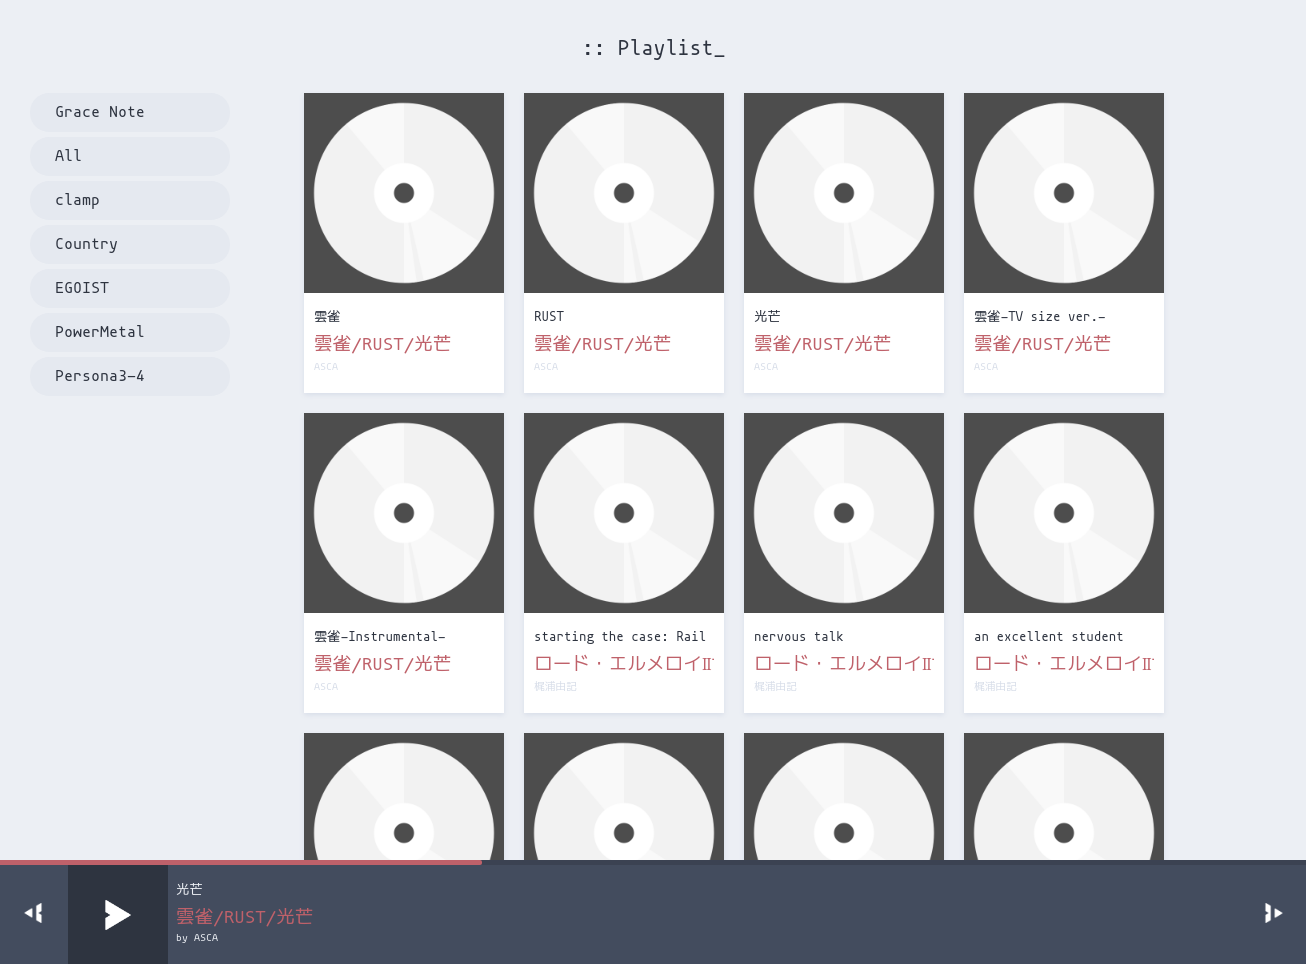 :: Playlist_
Grace Note
All
clamp
Country
EGOIST
PowerMetal
Persona3-4
雲雀
雲雀/RUST/光芒
ASCA
RUST
雲雀/RUST/光芒
ASCA
光芒
雲雀/RUST/光芒
ASCA
雲雀-TV size ver.-
雲雀/RUST/光芒
ASCA
雲雀-Instrumental-
雲雀/RUST/光芒
ASCA
starting the case: Rail
ロード・エルメロイII
梶浦由記
nervous talk
ロード・エルメロイII
梶浦由記
an excellent student
ロード・エルメロイII
梶浦由記
光芒
雲雀/RUST/光芒
by ASCA